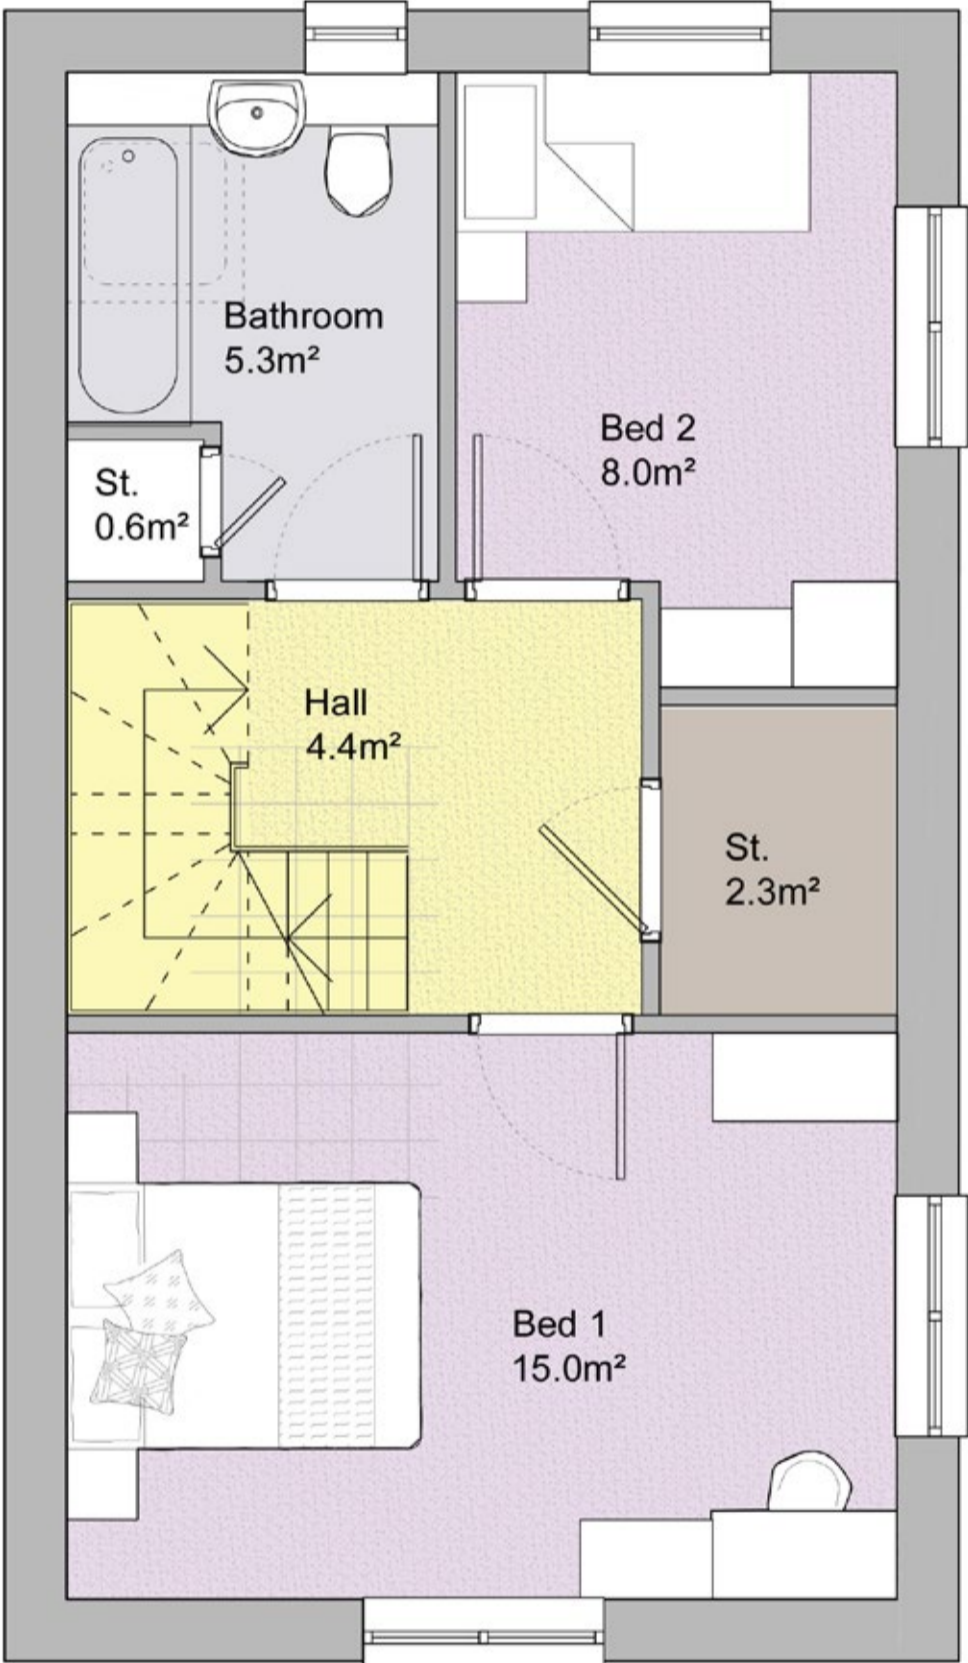 Bathroom
5.3m²
Bed 2
8.0m²
St.
0.6m²
Hall
4.4m²
St.
2.3m²
Bed 1
15.0m²